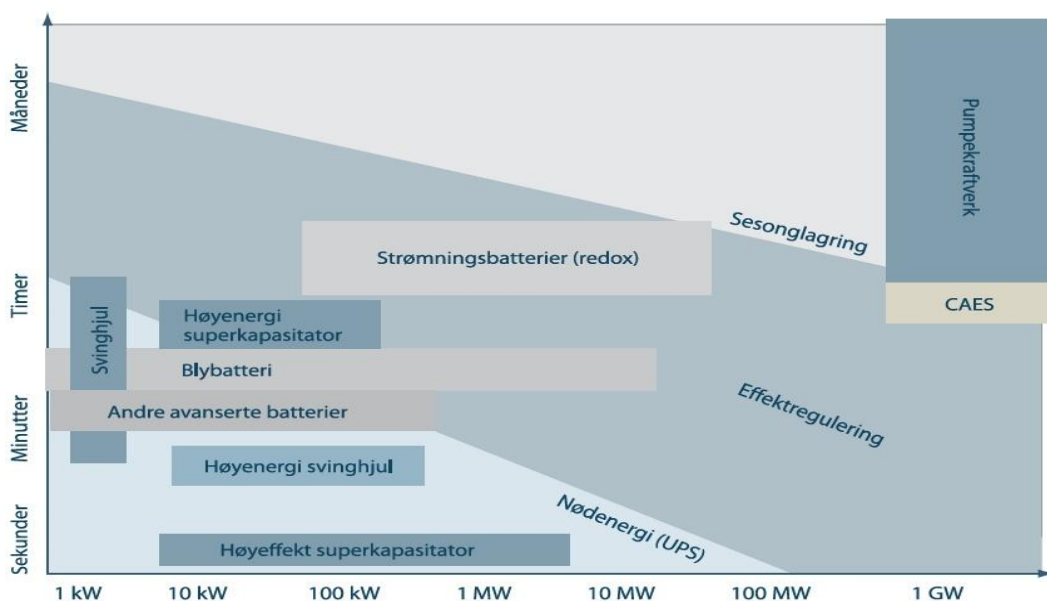 Måneder
Pumpekraftverk
Sesonglagring
Strømningsbatterier (redox)
Timer
CAES
Svinghjul
Høyenergi
superkapasitator
Blybatteri
Effektregulering
Minutter
Andre avanserte batterier
Høyenergi svinghjul
Nødenergi (UPS)
Sekunder
Høyeffekt superkapasitator
1 kW 10 kW 100 kW 1 MW 10 MW 100 MW 1 GW